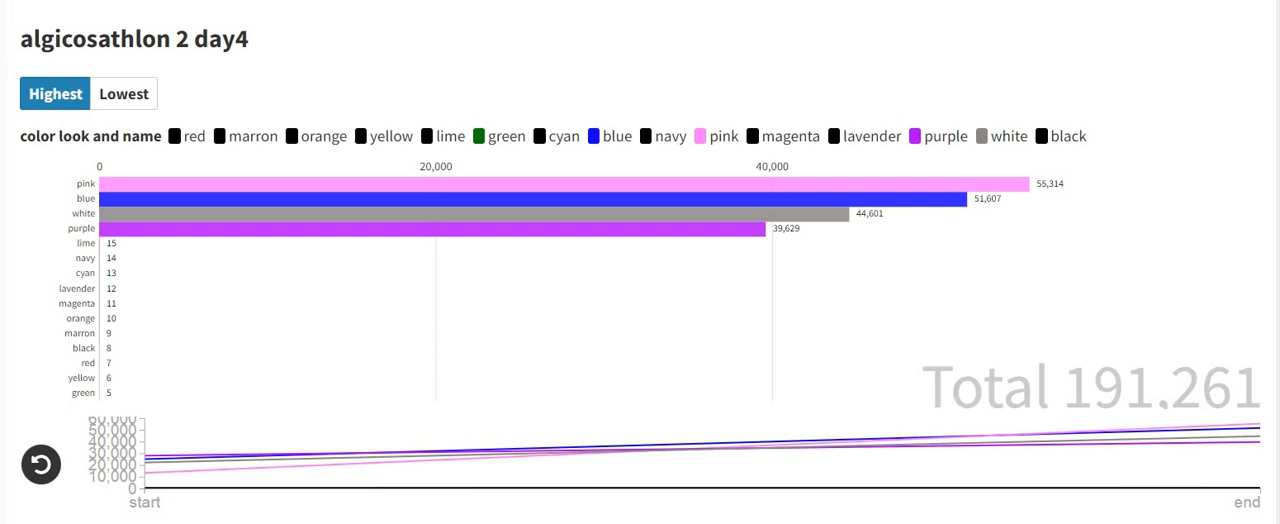 algicosathlon 2 day4
Highest Lowest
color look and name red marron orange yellow lime green cyan blue navy pink magenta lavender purple white black
0 20,000 40,000
pink 55,314
blue 51,607
white 44,601
purple 39,629
lime 15
navy 14
cyan 13
lavender 12
magenta 11
orange 10
marron 9
black 8
red 7
yellow 6
green 5
Total 191,261
60,000
50,000
40,000
30,000
20,000
10,000
0
start end